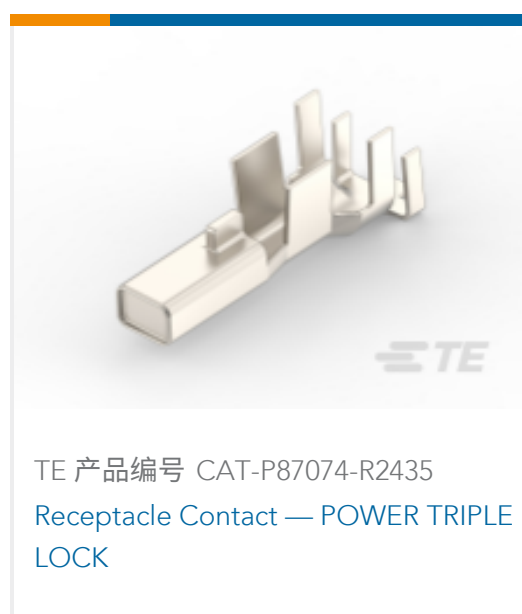 TE
TE 产品编号 CAT-P87074-R2435
Receptacle Contact — POWER TRIPLE
LOCK